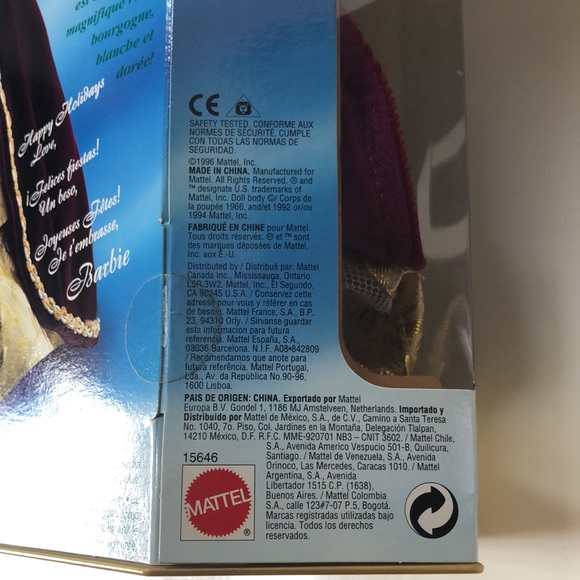 magnifique
bourgogne,
blanche et
dorée!
Happy Holidays
Love,
¡Felices fiestas!
Un beso,
Joyeuses Fêtes!
Je t'embrasse,
Barbie
CE
SAFETY TESTED. CONFORME AUX
NORMES DE SÉCURITÉ. CUMPLE
CON TODAS LAS NORMAS DE
SEGURIDAD.
©1996 Mattel, Inc.
MADE IN CHINA. Manufactured for
Mattel. All Rights Reserved. ® and
™ designate U.S. trademarks of
Mattel, Inc. Doll body ©/ Corps de
la poupée 1966, and/et 1992 or/ou
1994 Mattel, Inc.
FABRIQUÉ EN CHINE pour Mattel.
Tous droits réservés. ® et ™ sont
des marques déposées de Mattel,
Inc. aux É.-U.
Distributed by / Distribué par: Mattel
Canada Inc., Mississauga, Ontario
L5R 3W2. Mattel, Inc., El Segundo,
CA 90245 U.S.A. / Conservez cette
adresse pour vous y référer en cas
de besoin. Mattel France, S.A., B.P.
23, 94310 Orly. / Sírvanse guardar
esta información para futura
referencia. Mattel España, S.A.,
08036 Barcelona. N.I.F. A08•842809
/ Recomendamos que anote para
futura referência. Mattel Portugal,
Lda., Av. da República No.90-96,
1600 Lisboa.
PAIS DE ORIGEN: CHINA. Exportado por Mattel
Europa B.V. Gondel 1, 1186 MJ Amstelveen, Netherlands. Importado y
Distribuido por Mattel de México, S.A., de C.V., Camino a Santa Teresa
No. 1040, 7o. Piso, Col. Jardines en la Montaña, Delegación Tlalpan,
14210 México, D.F. R.F.C. MME-920701 NB3 – CNIT 3602. / Mattel Chile,
S.A., Avenida Americo Vespucio 501-B, Quilicura,
Santiago. / Mattel de Venezuela, S.A., Avenida
Orinoco, Las Mercedes, Caracas 1010. / Mattel
Argentina, S.A., Avenida
Libertador 1515 C.P. (1638),
Buenos Aires. / Mattel Colombia
S.A., calle 123#7-07 P.5, Bogotá.
Marcas registradas utilizadas bajo
licencia. Todos los derechos
reservados.
15646
MATTEL
®